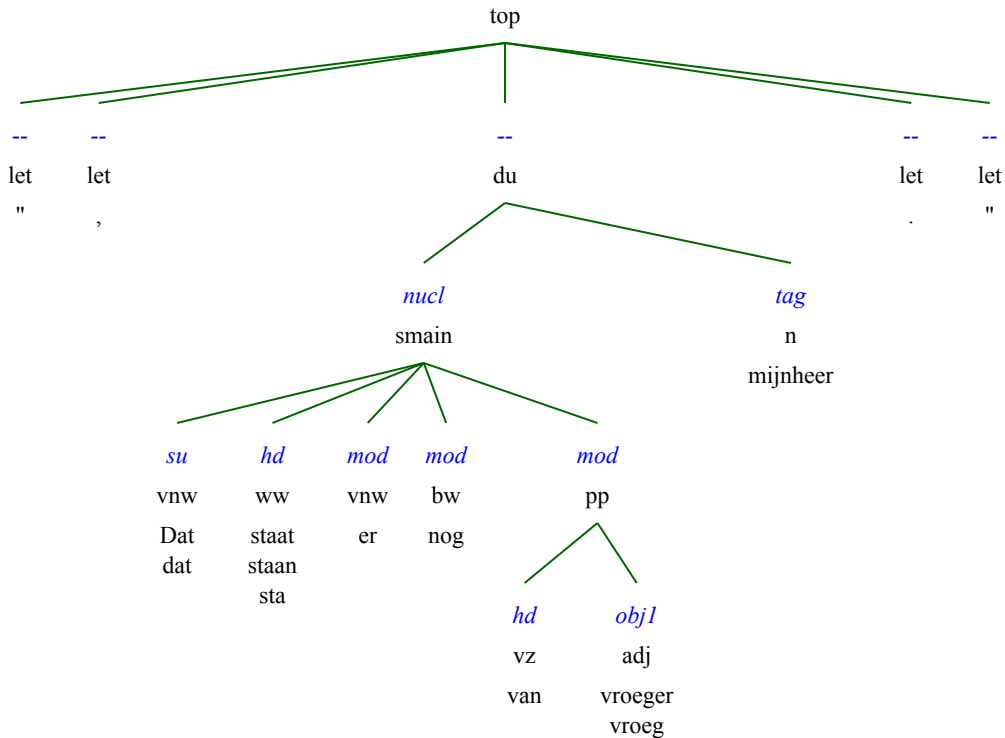 top
-- -- -- -- --
let let du let let
" , . "
nucl tag
smain n
mijnheer
su hd mod mod mod
vnw ww vnw bw pp
Dat staat er nog
dat staan
sta
hd obj1
vz adj
van vroeger
vroeg